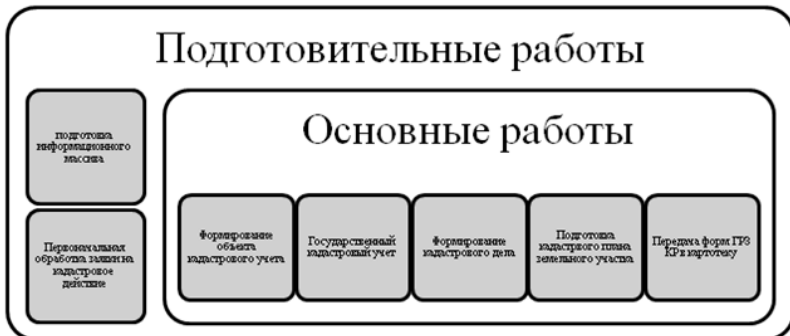 Подготовительные работы
подготовка
информационного
массива
Первоначальная
обработка заявки на
кадастровое
действие
Основные работы
Формирование
объекта
кадастрового учета
Государственный
кадастровый учет
Формирование
кадастрового дела
Подготовка
кадастрвого плана
земельного участка
Передача форм ГРЗ
КР в картотеку